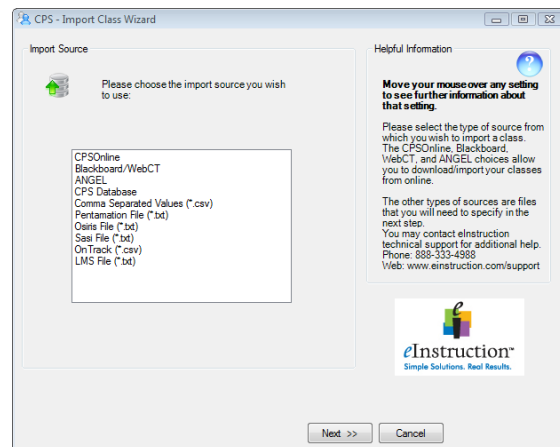 CPS - Import Class Wizard
Import Source
Please choose the import source you wish
to use:
CPSOnline
Blackboard/WebCT
ANGEL
CPS Database
Comma Separated Values (*.csv)
Pentamation File (*.txt)
Osiris File (*.txt)
Sasi File (*.txt)
OnTrack (*.csv)
LMS File (*.txt)
Helpful Information
?
Move your mouse over any setting
to see further information about
that setting.
Please select the type of source from
which you wish to import a class.
The CPSOnline, Blackboard,
WebCT, and ANGEL choices allow
you to download/import your classes
from online.
The other types of sources are files
that you will need to specify in the
next step.
You may contact eInstruction
technical support for additional help.
Phone: 888-333-4988
Web: www.einstruction.com/support
e
eInstruction™
Simple Solutions. Real Results.
Next >>
Cancel